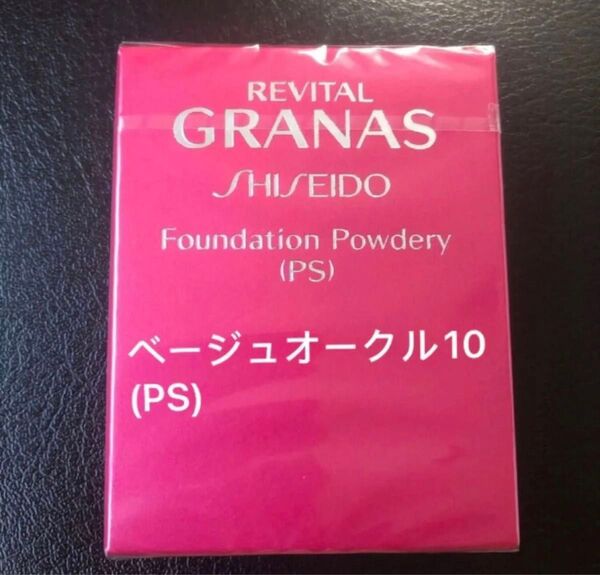 REVITAL
GRANAS
SHISEIDO
Foundation Powdery
(PS)
ベージュオークル10
(PS)